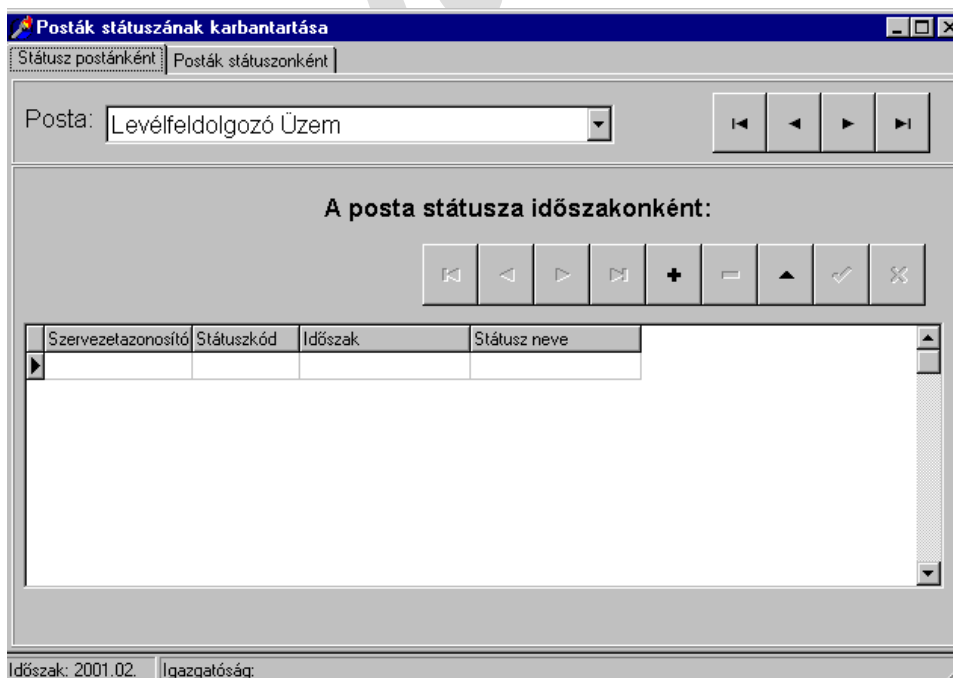 Posták státuszának karbantartása
Státusz postánként Posták státuszonként
Posta: Levélfeldolgozó Üzem
A posta státusza időszakonként:
Szervezetazonosító Státuszkód Időszak Státusz neve
Időszak: 2001.02. Igazgatóság: